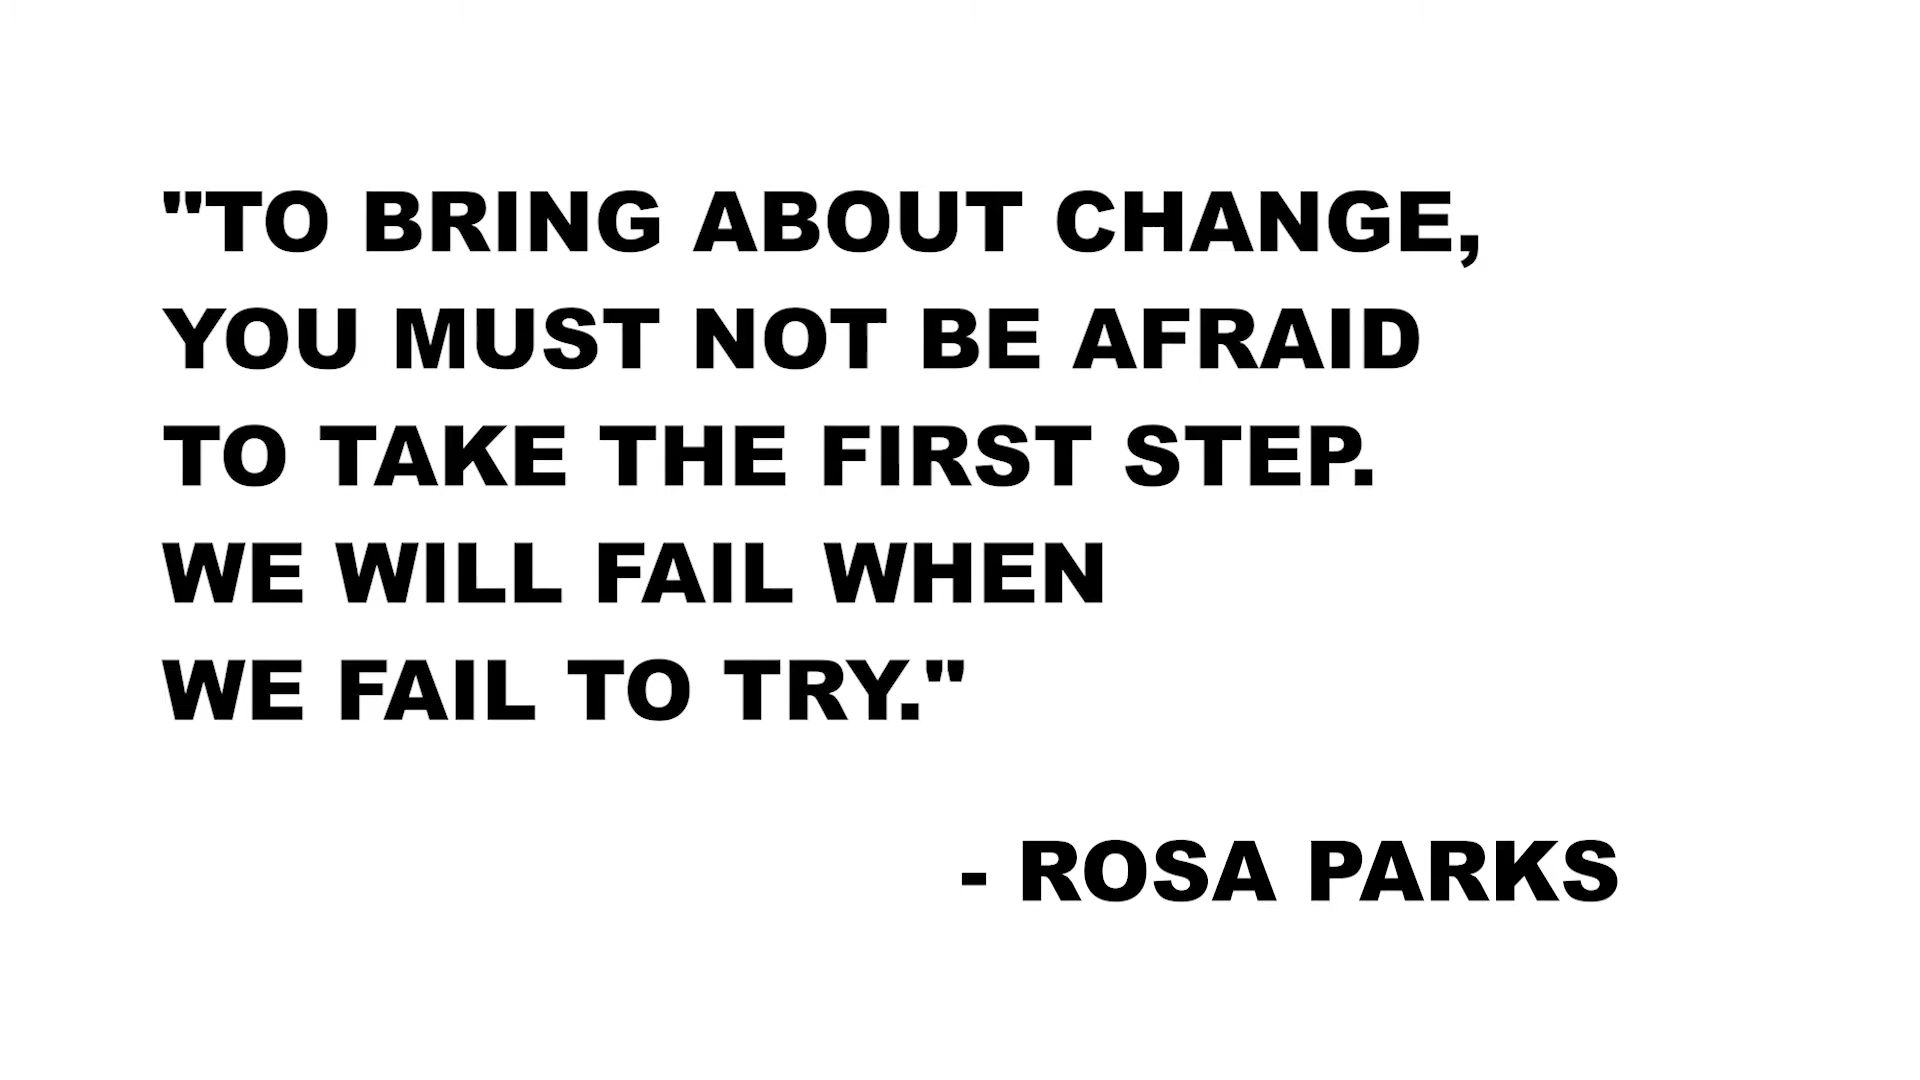 "TO BRING ABOUT CHANGE,
YOU MUST NOT BE AFRAID
TO TAKE THE FIRST STEP.
WE WILL FAIL WHEN
WE FAIL TO TRY."
- ROSA PARKS